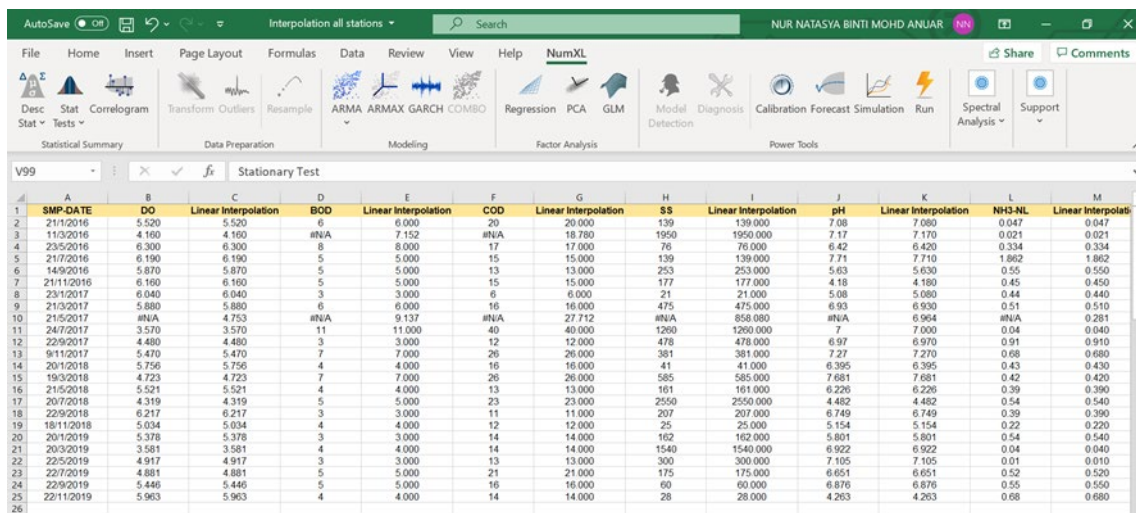 AutoSave Off Interpolation all stations Search NUR NATASYA BINTI MOHD ANUAR NN
File Home Insert Page Layout Formulas Data Review View Help NumXL Share Comments
Desc Stat Stat Tests Correlogram Transform Outliers Resample ARMA ARMAX GARCH COMBO Regression PCA GLM Model Detection Diagnosis Calibration Forecast Simulation Run Spectral Analysis Support
Statistical Summary Data Preparation Modeling Factor Analysis Power Tools
V99 fx Stationary Test
A B C D E F G H I J K L M
1 SMP-DATE DO Linear Interpolation BOD Linear Interpolation COD Linear Interpolation SS Linear Interpolation pH Linear Interpolation NH3-NL Linear Interpolati
2 21/1/2016 5.520 5.520 6 6.000 20 20.000 139 139.000 7.08 7.080 0.047 0.047
3 11/3/2016 4.160 4.160 #N/A 7.152 #N/A 18.780 1950 1950.000 7.17 7.170 0.021 0.021
4 23/5/2016 6.300 6.300 8 8.000 17 17.000 76 76.000 6.42 6.420 0.334 0.334
5 21/7/2016 6.190 6.190 5 5.000 15 15.000 139 139.000 7.71 7.710 1.862 1.862
6 14/9/2016 5.870 5.870 5 5.000 13 13.000 253 253.000 5.63 5.630 0.55 0.550
7 21/11/2016 6.160 6.160 5 5.000 15 15.000 177 177.000 4.18 4.180 0.45 0.450
8 23/1/2017 6.040 6.040 3 3.000 6 6.000 21 21.000 5.08 5.080 0.44 0.440
9 21/3/2017 5.880 5.880 6 6.000 16 16.000 475 475.000 6.93 6.930 0.51 0.510
10 21/5/2017 #N/A 4.753 #N/A 9.137 #N/A 27.712 #N/A 858.080 #N/A 6.964 #N/A 0.281
11 24/7/2017 3.570 3.570 11 11.000 40 40.000 1260 1260.000 7 7.000 0.04 0.040
12 22/9/2017 4.480 4.480 3 3.000 12 12.000 478 478.000 6.97 6.970 0.91 0.910
13 9/11/2017 5.470 5.470 7 7.000 26 26.000 381 381.000 7.27 7.270 0.68 0.680
14 20/1/2018 5.756 5.756 4 4.000 16 16.000 41 41.000 6.395 6.395 0.43 0.430
15 19/3/2018 4.723 4.723 7 7.000 26 26.000 585 585.000 7.681 7.681 0.42 0.420
16 21/5/2018 5.521 5.521 4 4.000 13 13.000 161 161.000 6.226 6.226 0.39 0.390
17 20/7/2018 4.319 4.319 5 5.000 23 23.000 2550 2550.000 4.482 4.482 0.54 0.540
18 22/9/2018 6.217 6.217 3 3.000 11 11.000 207 207.000 6.749 6.749 0.39 0.390
19 18/11/2018 5.034 5.034 4 4.000 12 12.000 25 25.000 5.154 5.154 0.22 0.220
20 20/1/2019 5.378 5.378 3 3.000 14 14.000 162 162.000 5.801 5.801 0.54 0.540
21 20/3/2019 3.581 3.581 4 4.000 14 14.000 1540 1540.000 6.922 6.922 0.04 0.040
22 22/5/2019 4.917 4.917 3 3.000 13 13.000 300 300.000 7.105 7.105 0.01 0.010
23 22/7/2019 4.881 4.881 5 5.000 21 21.000 175 175.000 6.651 6.651 0.52 0.520
24 22/9/2019 5.446 5.446 5 5.000 16 16.000 60 60.000 6.876 6.876 0.55 0.550
25 22/11/2019 5.963 5.963 4 4.000 14 14.000 28 28.000 4.263 4.263 0.68 0.680
26